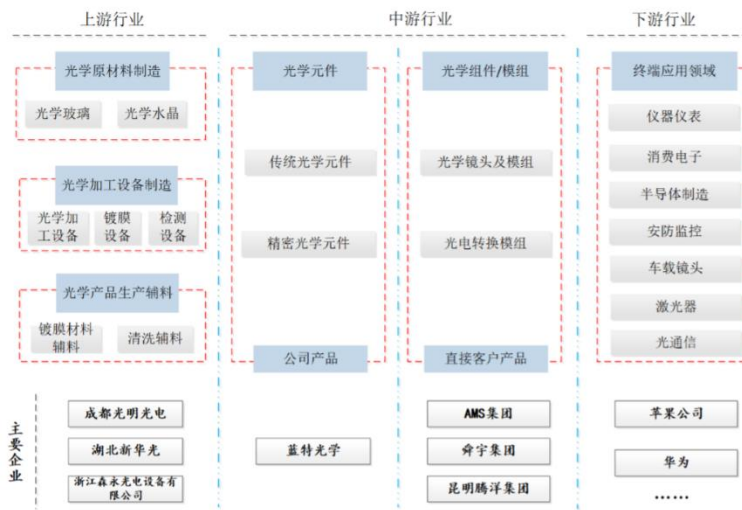 上游行业
中游行业
下游行业
光学原材料制造
光学玻璃
光学水晶
光学加工设备制造
光学加
工设备
镀膜
设备
检测
设备
光学产品生产辅料
镀膜材料
辅料
清洗辅料
光学元件
传统光学元件
精密光学元件
公司产品
光学组件/模组
光学镜头及模组
光电转换模组
直接客户产品
终端应用领域
仪器仪表
消费电子
半导体制造
安防监控
车载镜头
激光器
光通信
主要企业
成都光明光电
湖北新华光
浙江森永光电设备有
限公司
蓝特光学
AMS集团
舜宇集团
昆明腾洋集团
苹果公司
华为
……